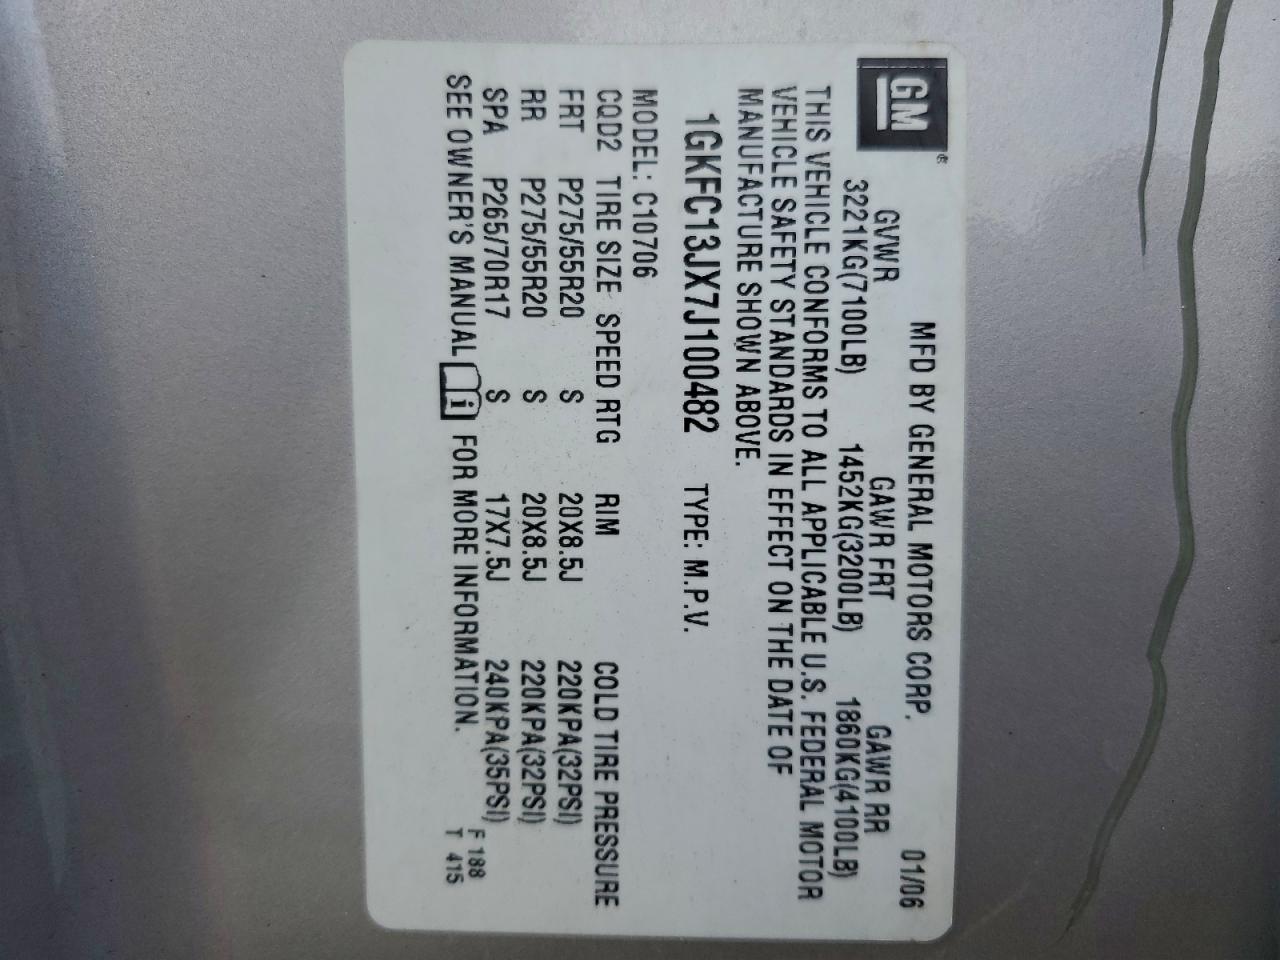 GM
MFD BY GENERAL MOTORS CORP. 01/06
GVWR GAWR FRT GAWR RR
3221KG(7100LB) 1452KG(3200LB) 1860KG(4100LB)
THIS VEHICLE CONFORMS TO ALL APPLICABLE U.S. FEDERAL MOTOR
VEHICLE SAFETY STANDARDS IN EFFECT ON THE DATE OF
MANUFACTURE SHOWN ABOVE.
1GKFC13JX7J100482 TYPE: M.P.V.
MODEL: C10706
CQD2 TIRE SIZE SPEED RTG RIM COLD TIRE PRESSURE
FRT P275/55R20 S 20X8.5J 220KPA(32PSI)
RR P275/55R20 S 20X8.5J 220KPA(32PSI)
SPA P265/70R17 S 17X7.5J 240KPA(35PSI)
SEE OWNER'S MANUAL i FOR MORE INFORMATION.
F 188
T 415